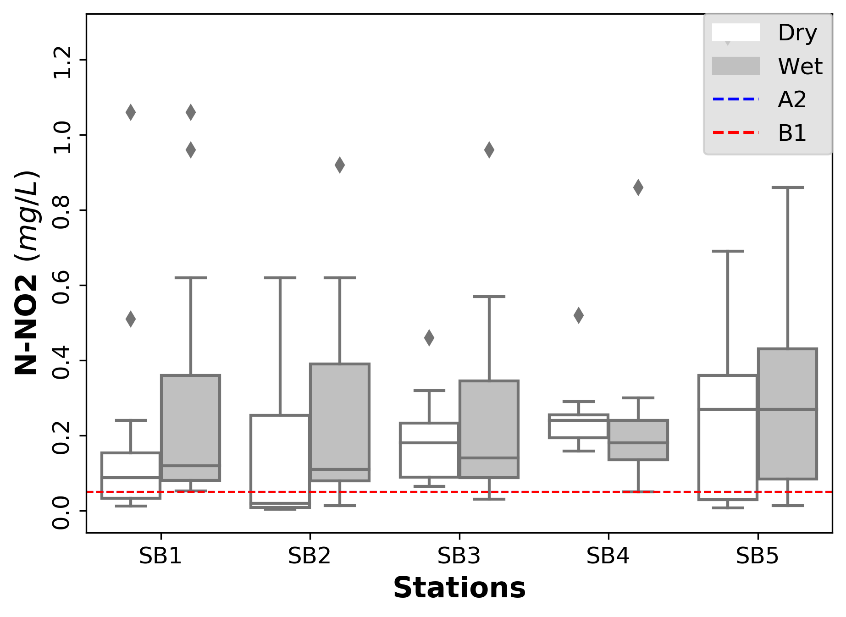 Dry
Wet
A2
B1
1.2
1.0
0.8
0.6
0.4
0.2
0.0
N-NO2 (mg/L)
SB1 SB2 SB3 SB4 SB5
Stations